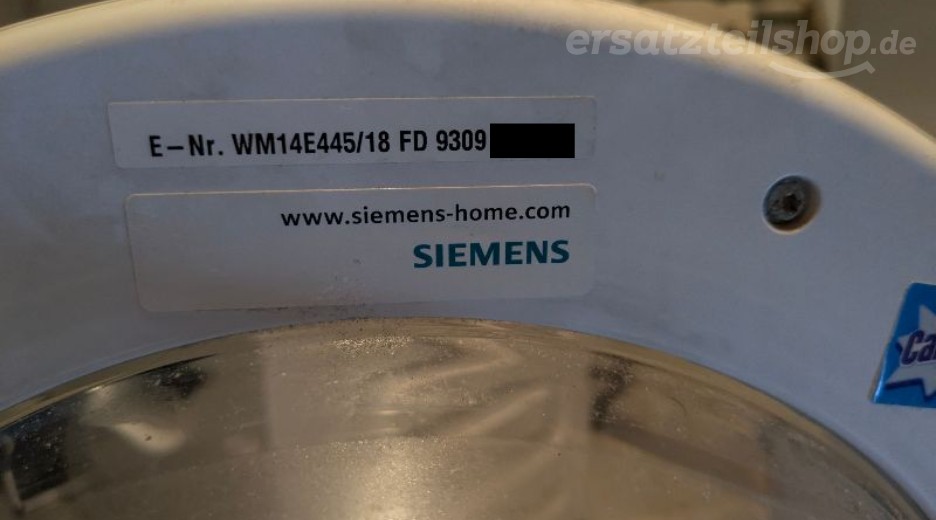 ersatzteilshop.de
E-Nr. WM14E445/18 FD 9309
www.siemens-home.com
SIEMENS